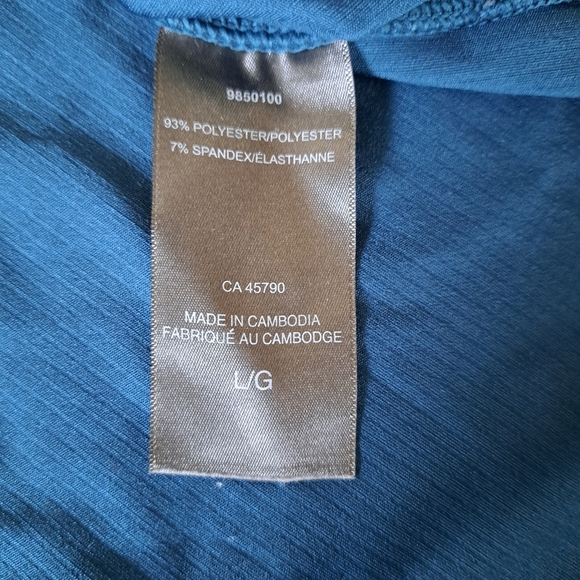 9850100
93% POLYESTER/POLYESTER
7% SPANDEX/ÉLASTHANNE
CA 45790
MADE IN CAMBODIA
FABRIQUÉ AU CAMBODGE
L/G